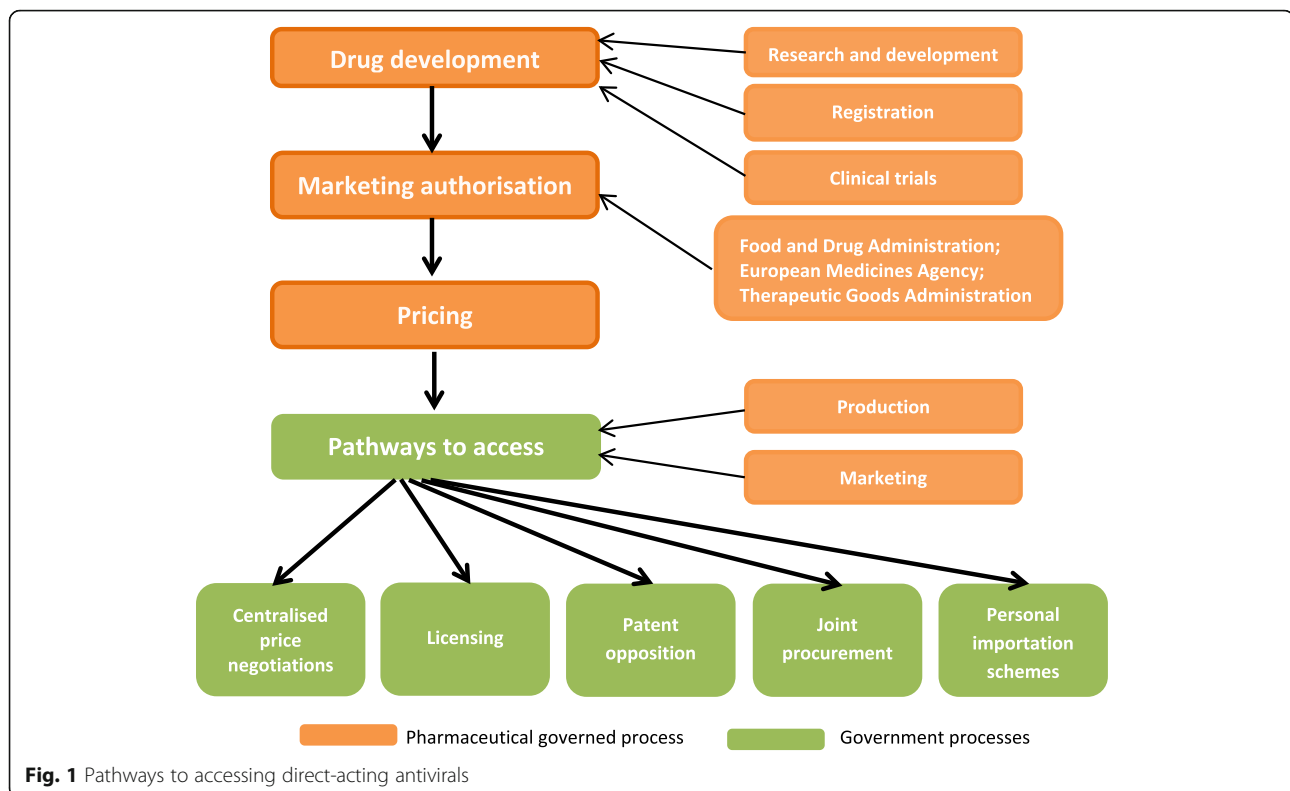 Drug development
Research and development
Registration
Clinical trials
Marketing authorisation
Food and Drug Administration;
European Medicines Agency;
Therapeutic Goods Administration
Pricing
Pathways to access
Production
Marketing
Centralised
price
negotiations
Licensing
Patent
opposition
Joint
procurement
Personal
importation
schemes
Pharmaceutical governed process
Government processes
Fig. 1 Pathways to accessing direct-acting antivirals